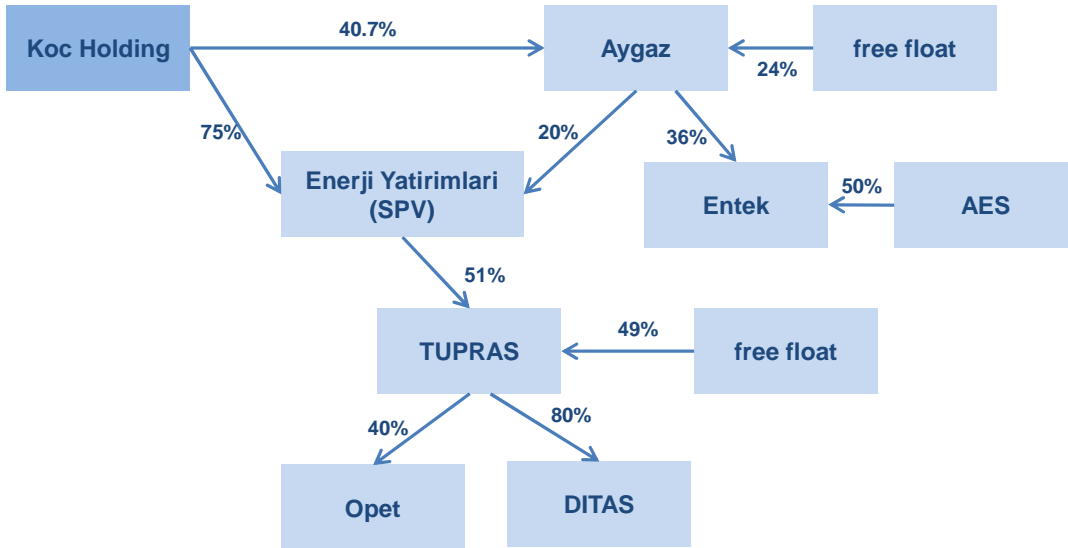 40.7%
Koc Holding
Aygaz
free float
24%
75%
20%
36%
Enerji Yatirimlari
(SPV)
50%
Entek
AES
51%
49%
TUPRAS
free float
40%
80%
Opet
DITAS